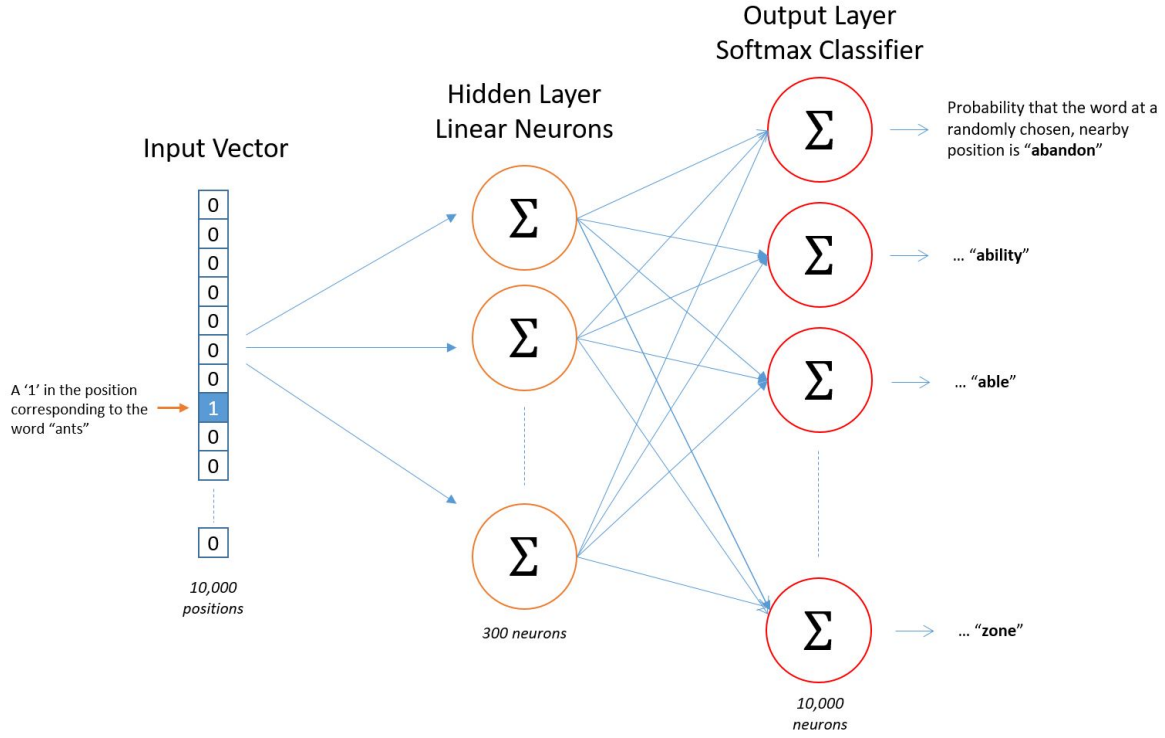 Output Layer
Softmax Classifier
Hidden Layer
Linear Neurons
Input Vector
0
0
0
0
0
0
0
1
0
0
0
A ‘1’ in the position
corresponding to the
word “ants”
10,000
positions
Σ
Σ
Σ
300 neurons
Σ
Σ
Σ
Σ
10,000
neurons
Probability that the word at a
randomly chosen, nearby
position is “abandon”
... “ability”
... “able”
... “zone”